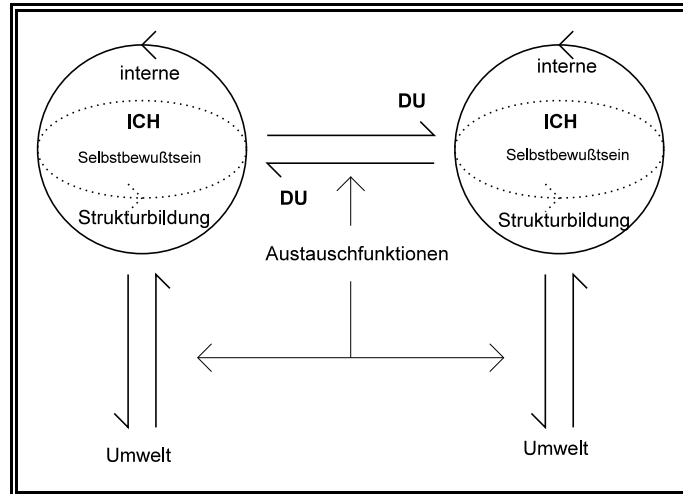 interne
ICH
Selbstbewußtsein
Strukturbildung
DU
DU
Austauschfunktionen
interne
ICH
Selbstbewußtsein
Strukturbildung
Umwelt
Umwelt